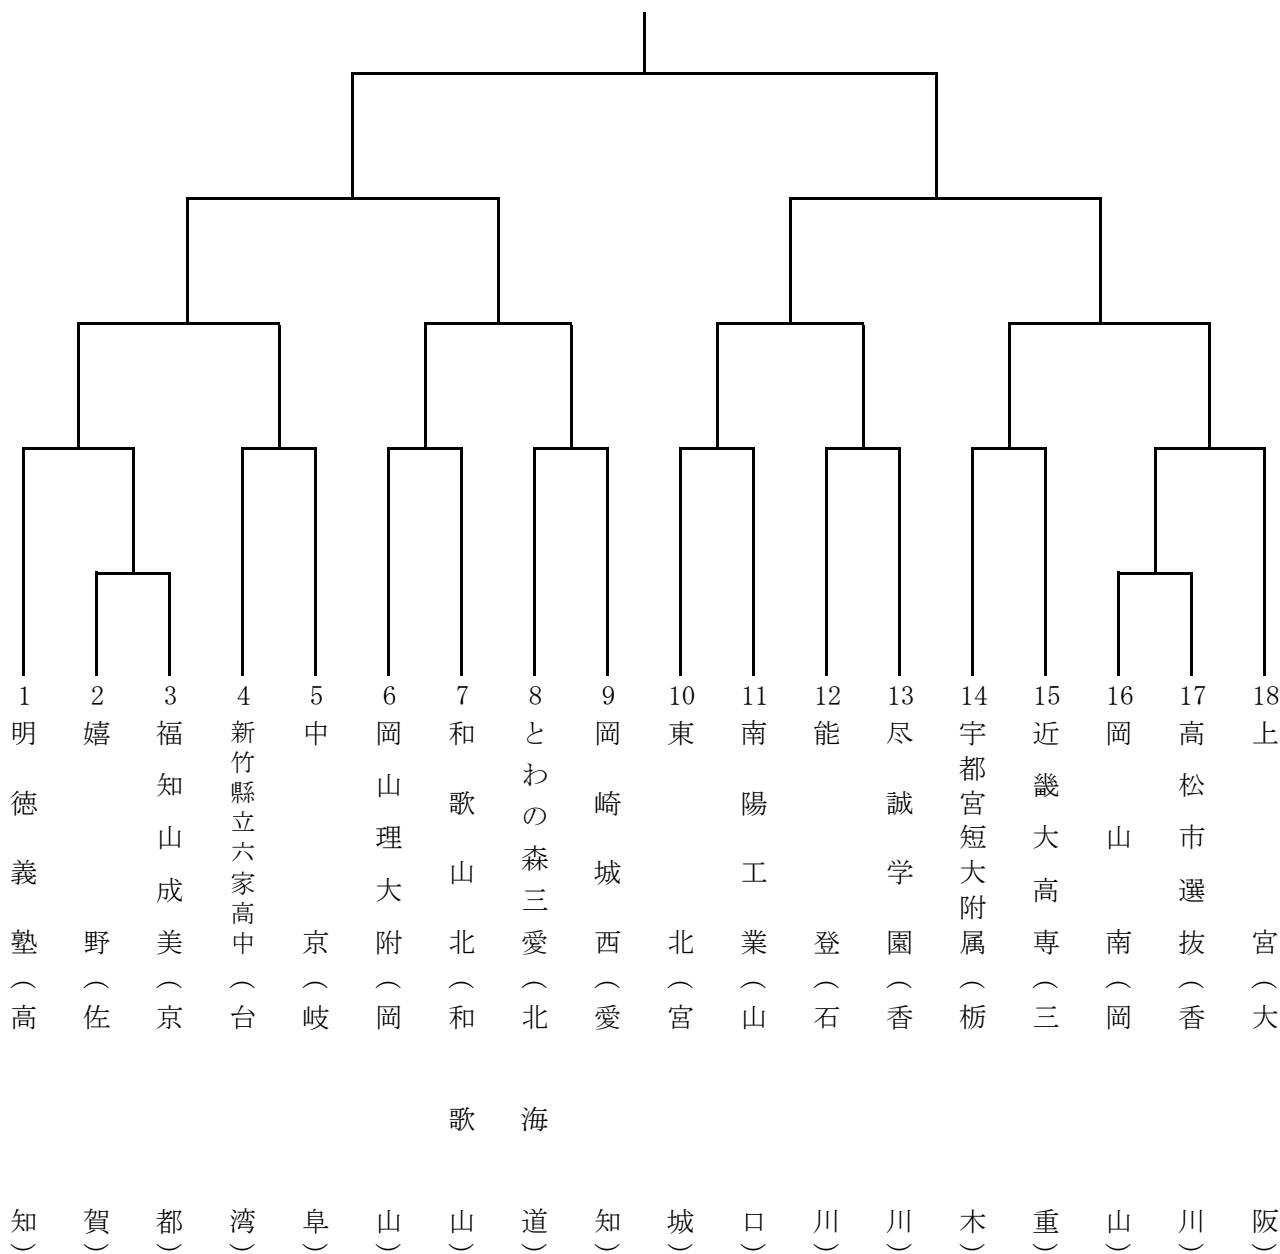 1 明徳義塾（高知）
2 嬉野（佐賀）
3 福知山成美（京都）
4 新竹縣立六家高中（台湾）
5 中京（岐阜）
6 岡山理大附（岡山）
7 和歌山北（和歌山）
8 とわの森三愛（北海道）
9 岡崎城西（愛知）
10 東北（宮城）
11 南陽工業（山口）
12 能登（石川）
13 尽誠学園（香川）
14 宇都宮短大附属（栃木）
15 近畿大高専（三重）
16 岡山南（岡山）
17 高松市選抜（香川）
18 上宮（大阪）